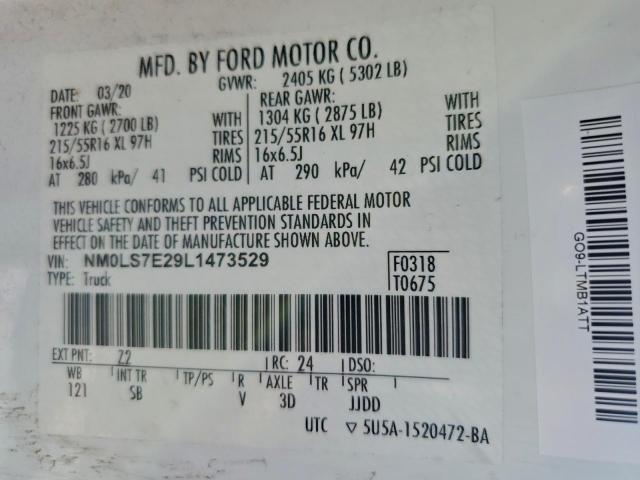 MFD. BY FORD MOTOR CO.
DATE: 03/20 GVWR: 2405 KG ( 5302 LB)
FRONT GAWR: REAR GAWR: WITH
1225 KG ( 2700 LB) WITH 1304 KG ( 2875 LB) TIRES
215/55R16 XL 97H TIRES 215/55R16 XL 97H RIMS
16x6.5J RIMS 16x6.5J
AT 280 kPa/ 41 PSI COLD AT 290 kPa/ 42 PSI COLD
THIS VEHICLE CONFORMS TO ALL APPLICABLE FEDERAL MOTOR
VEHICLE SAFETY AND THEFT PREVENTION STANDARDS IN
EFFECT ON THE DATE OF MANUFACTURE SHOWN ABOVE.
VIN: NM0LS7E29L1473529 F0318
TYPE: Truck T0675
EXT PNT: Z2 RC: 24 DSO:
WB INT TR TP/PS R AXLE TR SPR
121 SB V 3D JJDD
UTC ▽ 5U5A-1520472-BA
GO9-LTMB1ATT